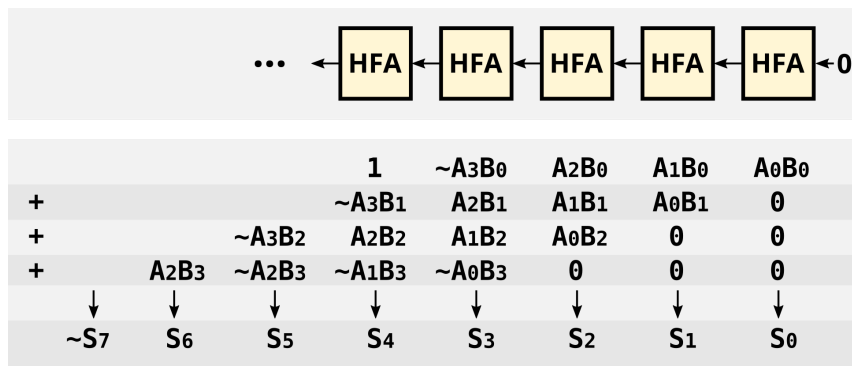 ... HFA HFA HFA HFA HFA 0
1 ~A3B0 A2B0 A1B0 A0B0
+ ~A3B1 A2B1 A1B1 A0B1 0
+ ~A3B2 A2B2 A1B2 A0B2 0 0
+ A2B3 ~A2B3 ~A1B3 ~A0B3 0 0 0
~S7 S6 S5 S4 S3 S2 S1 S0